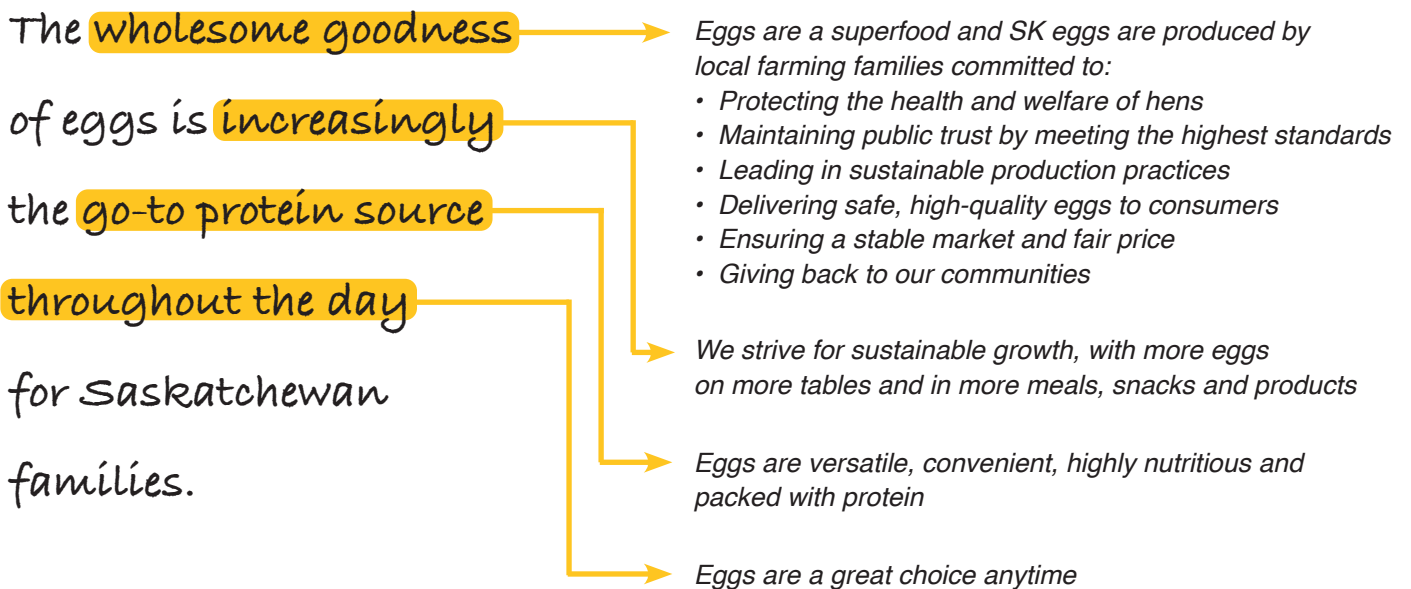 The wholesome goodness
of eggs is increasingly
the go-to protein source
throughout the day
for Saskatchewan
families.
Eggs are a superfood and SK eggs are produced by
local farming families committed to:
• Protecting the health and welfare of hens
• Maintaining public trust by meeting the highest standards
• Leading in sustainable production practices
• Delivering safe, high-quality eggs to consumers
• Ensuring a stable market and fair price
• Giving back to our communities
We strive for sustainable growth, with more eggs
on more tables and in more meals, snacks and products
Eggs are versatile, convenient, highly nutritious and
packed with protein
Eggs are a great choice anytime